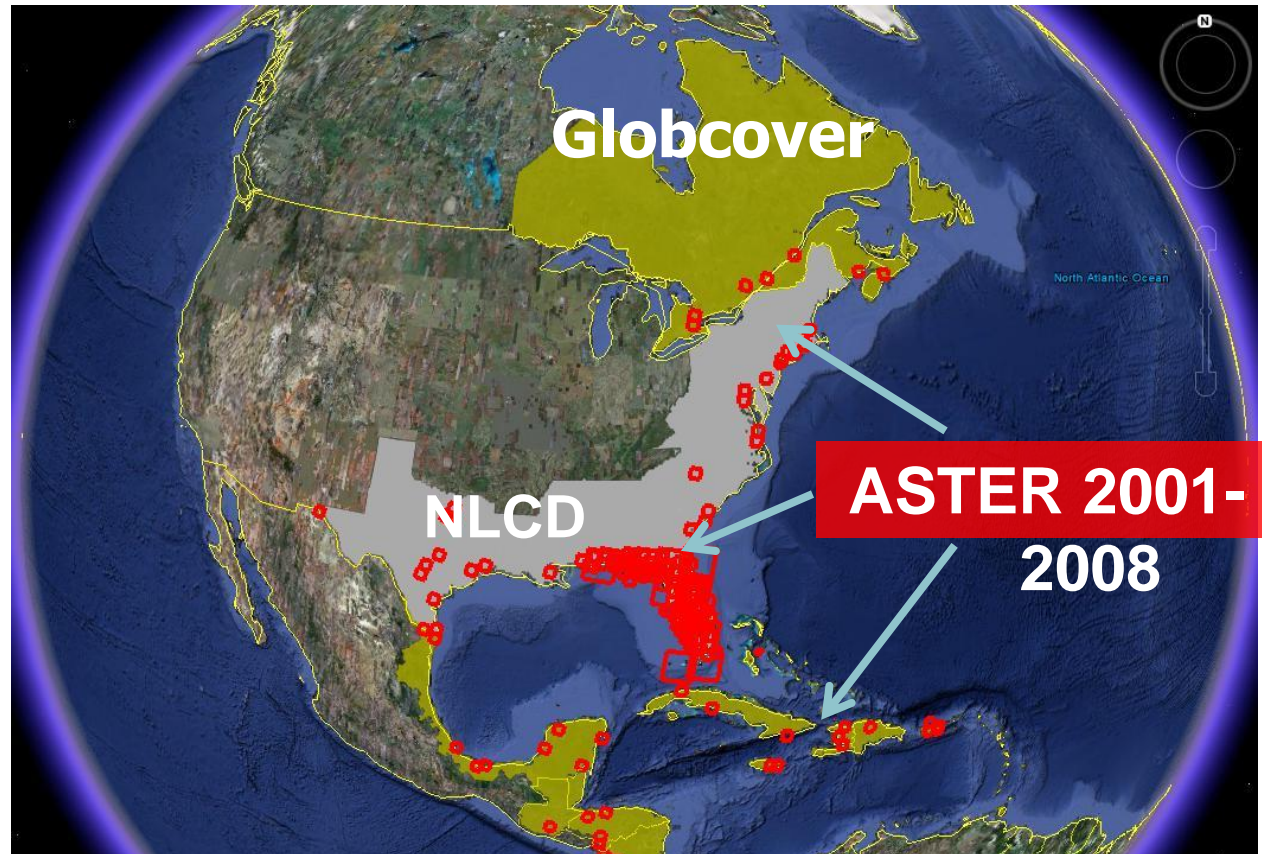 N
Globcover
North Atlantic Ocean
NLCD
ASTER 2001-
2008